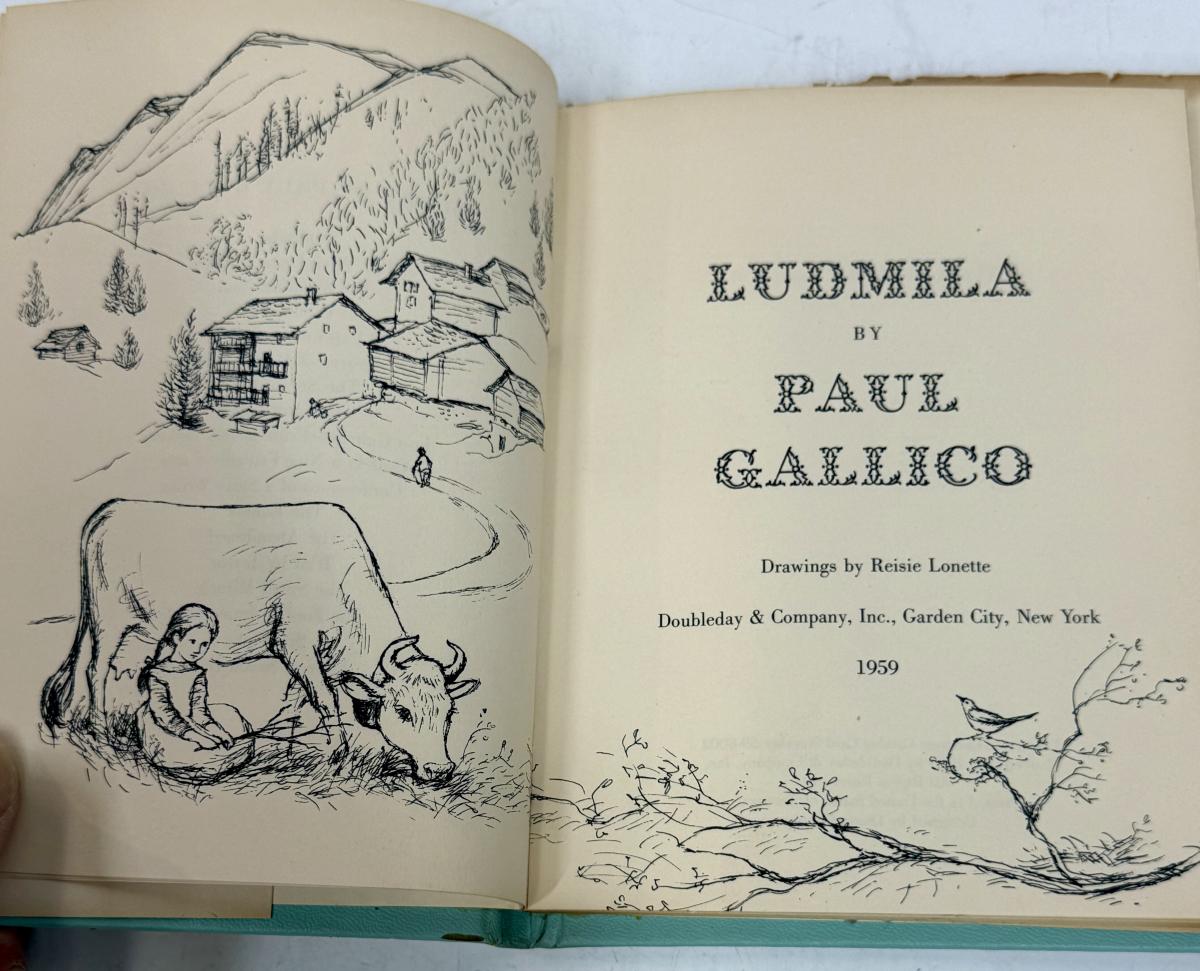 LUDMILA
BY
PAUL
GALLICO
Drawings by Reisie Lonette
Doubleday & Company, Inc., Garden City, New York
1959